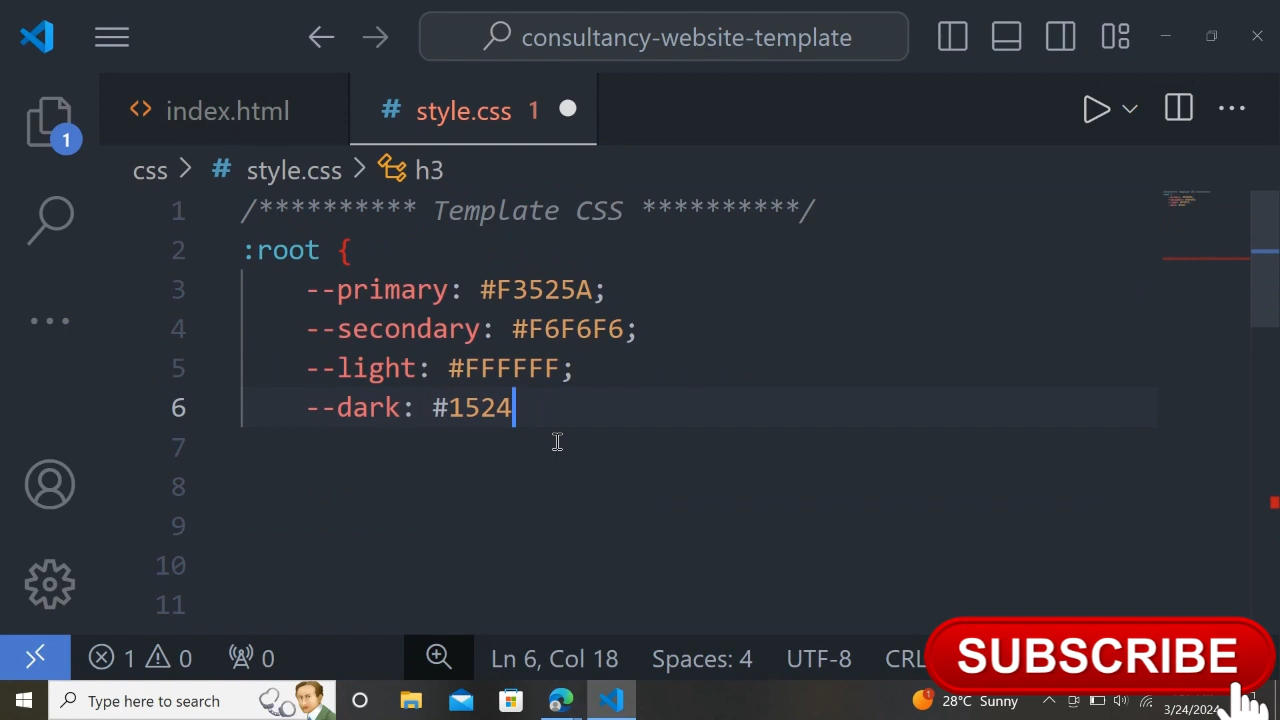 consultancy-website-template
index.html
# style.css 1
1
css > # style.css > h3
1 /********** Template CSS **********/
2 :root {
3 --primary: #F3525A;
4 --secondary: #F6F6F6;
5 --light: #FFFFFF;
6 --dark: #1524
7
8
9
10
11
1 0 0
Ln 6, Col 18
Spaces: 4
UTF-8
SUBSCRIBE
Type here to search
28°C Sunny
3/24/2024